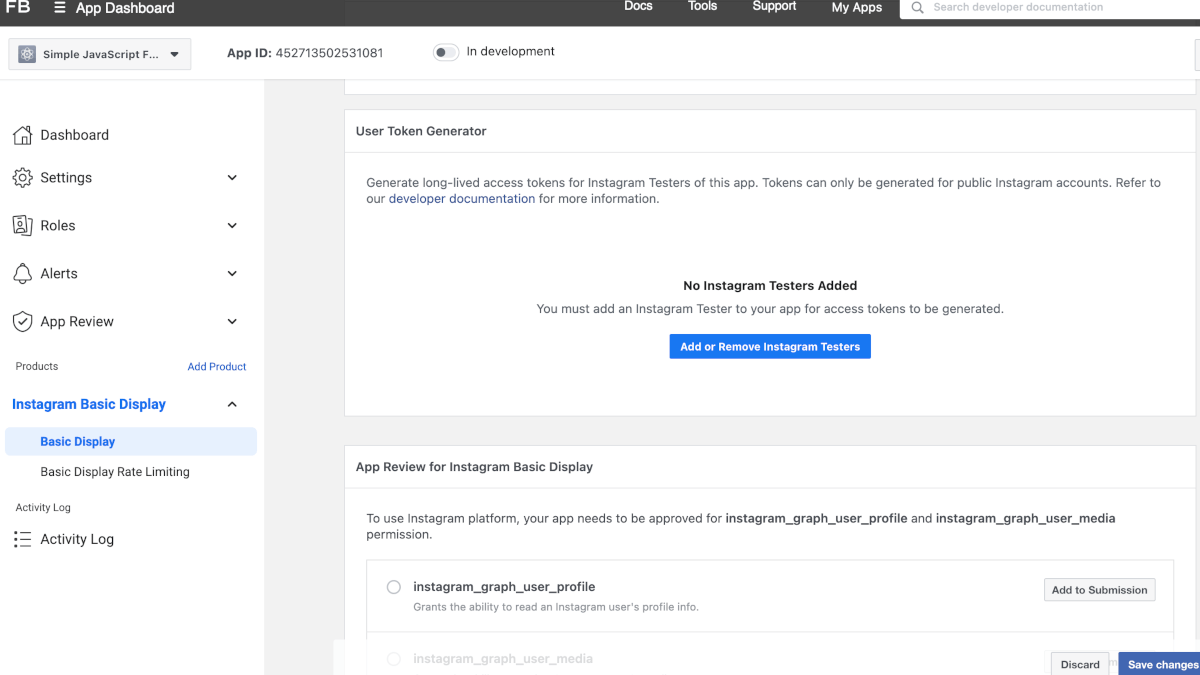 FB ☰ App Dashboard Docs Tools Support My Apps Search developer documentation
Simple JavaScript F... App ID: 452713502531081 In development
Dashboard
Settings
Roles
Alerts
App Review
Products Add Product
Instagram Basic Display
Basic Display
Basic Display Rate Limiting
Activity Log
Activity Log
User Token Generator
Generate long-lived access tokens for Instagram Testers of this app. Tokens can only be generated for public Instagram accounts. Refer to
our developer documentation for more information.
No Instagram Testers Added
You must add an Instagram Tester to your app for access tokens to be generated.
Add or Remove Instagram Testers
App Review for Instagram Basic Display
To use Instagram platform, your app needs to be approved for instagram_graph_user_profile and instagram_graph_user_media
permission.
instagram_graph_user_profile
Add to Submission
Grants the ability to read an Instagram user's profile info.
instagram_graph_user_media
Discard Save changes